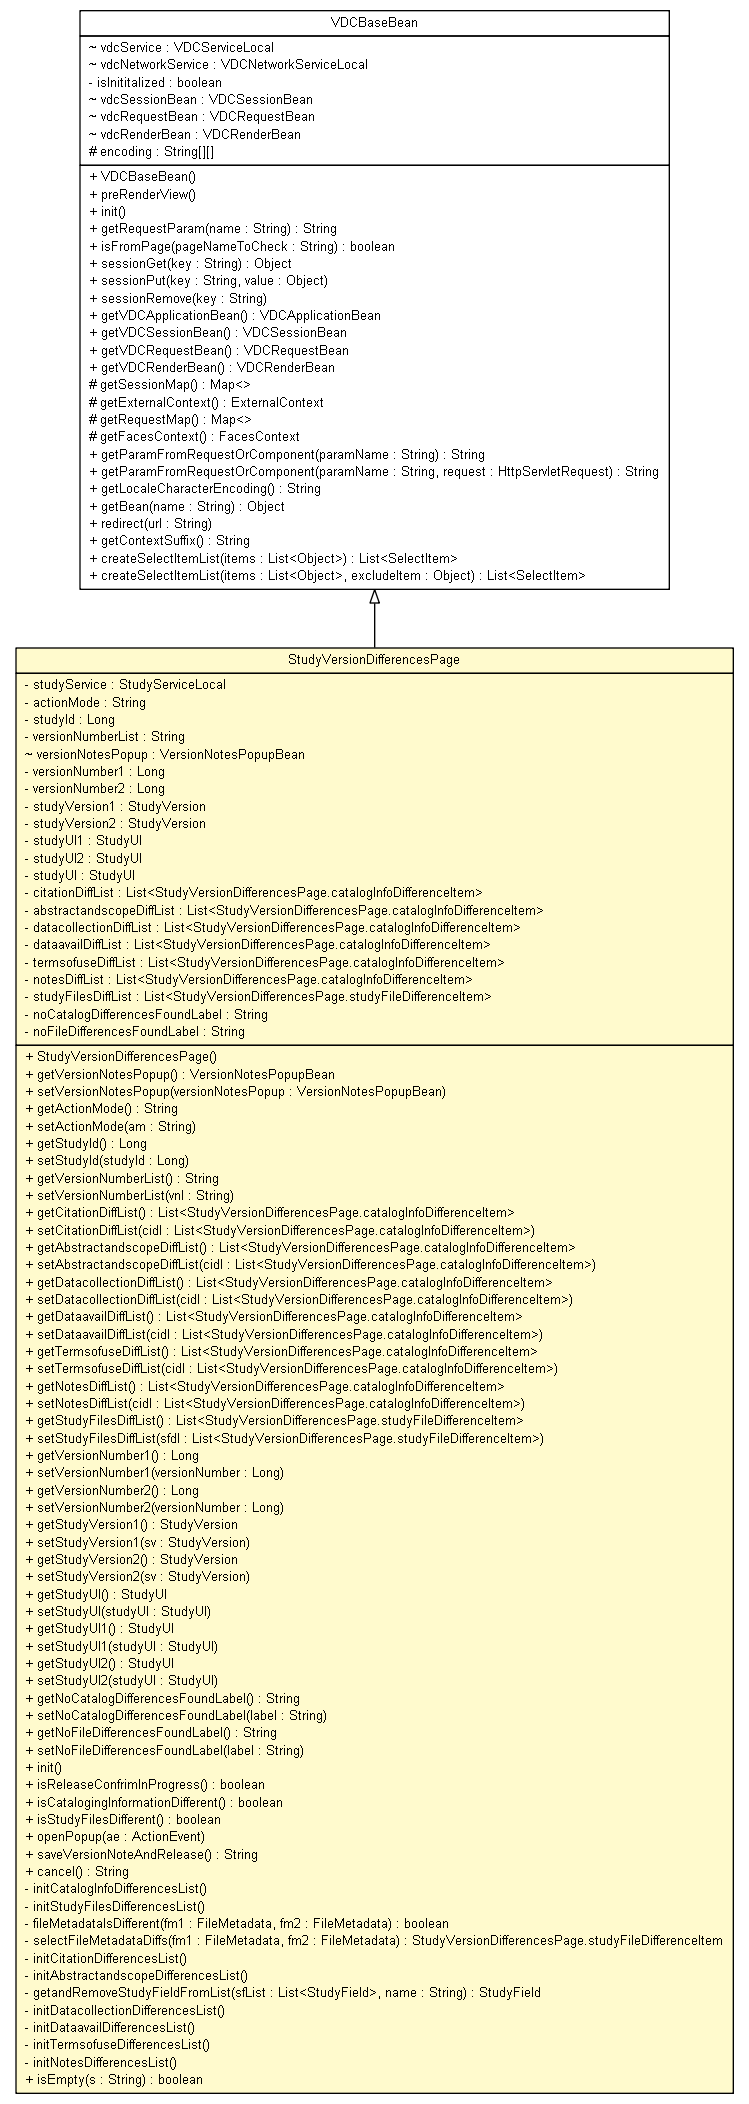 VDCBaseBean
~ vdcService : VDCServiceLocal
~ vdcNetworkService : VDCNetworkServiceLocal
- isInititalized : boolean
~ vdcSessionBean : VDCSessionBean
~ vdcRequestBean : VDCRequestBean
~ vdcRenderBean : VDCRenderBean
# encoding : String[][]
+ VDCBaseBean()
+ preRenderView()
+ init()
+ getRequestParam(name : String) : String
+ isFromPage(pageNameToCheck : String) : boolean
+ sessionGet(key : String) : Object
+ sessionPut(key : String, value : Object)
+ sessionRemove(key : String)
+ getVDCApplicationBean() : VDCApplicationBean
+ getVDCSessionBean() : VDCSessionBean
+ getVDCRequestBean() : VDCRequestBean
+ getVDCRenderBean() : VDCRenderBean
# getSessionMap() : Map<>
# getExternalContext() : ExternalContext
# getRequestMap() : Map<>
# getFacesContext() : FacesContext
+ getParamFromRequestOrComponent(paramName : String) : String
+ getParamFromRequestOrComponent(paramName : String, request : HttpServletRequest) : String
+ getLocaleCharacterEncoding() : String
+ getBean(name : String) : Object
+ redirect(url : String)
+ getContextSuffix() : String
+ createSelectItemList(items : List<Object>) : List<SelectItem>
+ createSelectItemList(items : List<Object>, excludeItem : Object) : List<SelectItem>
StudyVersionDifferencesPage
- studyService : StudyServiceLocal
- actionMode : String
- studyId : Long
- versionNumberList : String
~ versionNotesPopup : VersionNotesPopupBean
- versionNumber1 : Long
- versionNumber2 : Long
- studyVersion1 : StudyVersion
- studyVersion2 : StudyVersion
- studyUI1 : StudyUI
- studyUI2 : StudyUI
- studyUI : StudyUI
- citationDiffList : List<StudyVersionDifferencesPage.catalogInfoDifferenceItem>
- abstractandscopeDiffList : List<StudyVersionDifferencesPage.catalogInfoDifferenceItem>
- datacollectionDiffList : List<StudyVersionDifferencesPage.catalogInfoDifferenceItem>
- dataavailDiffList : List<StudyVersionDifferencesPage.catalogInfoDifferenceItem>
- termsofuseDiffList : List<StudyVersionDifferencesPage.catalogInfoDifferenceItem>
- notesDiffList : List<StudyVersionDifferencesPage.catalogInfoDifferenceItem>
- studyFilesDiffList : List<StudyVersionDifferencesPage.studyFileDifferenceItem>
- noCatalogDifferencesFoundLabel : String
- noFileDifferencesFoundLabel : String
+ StudyVersionDifferencesPage()
+ getVersionNotesPopup() : VersionNotesPopupBean
+ setVersionNotesPopup(versionNotesPopup : VersionNotesPopupBean)
+ getActionMode() : String
+ setActionMode(am : String)
+ getStudyId() : Long
+ setStudyId(studyId : Long)
+ getVersionNumberList() : String
+ setVersionNumberList(vnl : String)
+ getCitationDiffList() : List<StudyVersionDifferencesPage.catalogInfoDifferenceItem>
+ setCitationDiffList(cidl : List<StudyVersionDifferencesPage.catalogInfoDifferenceItem>)
+ getAbstractandscopeDiffList() : List<StudyVersionDifferencesPage.catalogInfoDifferenceItem>
+ setAbstractandscopeDiffList(cidl : List<StudyVersionDifferencesPage.catalogInfoDifferenceItem>)
+ getDatacollectionDiffList() : List<StudyVersionDifferencesPage.catalogInfoDifferenceItem>
+ setDatacollectionDiffList(cidl : List<StudyVersionDifferencesPage.catalogInfoDifferenceItem>)
+ getDataavailDiffList() : List<StudyVersionDifferencesPage.catalogInfoDifferenceItem>
+ setDataavailDiffList(cidl : List<StudyVersionDifferencesPage.catalogInfoDifferenceItem>)
+ getTermsofuseDiffList() : List<StudyVersionDifferencesPage.catalogInfoDifferenceItem>
+ setTermsofuseDiffList(cidl : List<StudyVersionDifferencesPage.catalogInfoDifferenceItem>)
+ getNotesDiffList() : List<StudyVersionDifferencesPage.catalogInfoDifferenceItem>
+ setNotesDiffList(cidl : List<StudyVersionDifferencesPage.catalogInfoDifferenceItem>)
+ getStudyFilesDiffList() : List<StudyVersionDifferencesPage.studyFileDifferenceItem>
+ setStudyFilesDiffList(sfdl : List<StudyVersionDifferencesPage.studyFileDifferenceItem>)
+ getVersionNumber1() : Long
+ setVersionNumber1(versionNumber : Long)
+ getVersionNumber2() : Long
+ setVersionNumber2(versionNumber : Long)
+ getStudyVersion1() : StudyVersion
+ setStudyVersion1(sv : StudyVersion)
+ getStudyVersion2() : StudyVersion
+ setStudyVersion2(sv : StudyVersion)
+ getStudyUI() : StudyUI
+ setStudyUI(studyUI : StudyUI)
+ getStudyUI1() : StudyUI
+ setStudyUI1(studyUI : StudyUI)
+ getStudyUI2() : StudyUI
+ setStudyUI2(studyUI : StudyUI)
+ getNoCatalogDifferencesFoundLabel() : String
+ setNoCatalogDifferencesFoundLabel(label : String)
+ getNoFileDifferencesFoundLabel() : String
+ setNoFileDifferencesFoundLabel(label : String)
+ init()
+ isReleaseConfrimInProgress() : boolean
+ isCatalogingInformationDifferent() : boolean
+ isStudyFilesDifferent() : boolean
+ openPopup(ae : ActionEvent)
+ saveVersionNoteAndRelease() : String
+ cancel() : String
- initCatalogInfoDifferencesList()
- initStudyFilesDifferencesList()
- fileMetadataIsDifferent(fm1 : FileMetadata, fm2 : FileMetadata) : boolean
- selectFileMetadataDiffs(fm1 : FileMetadata, fm2 : FileMetadata) : StudyVersionDifferencesPage.studyFileDifferenceItem
- initCitationDifferencesList()
- initAbstractandscopeDifferencesList()
- getandRemoveStudyFieldFromList(sfList : List<StudyField>, name : String) : StudyField
- initDatacollectionDifferencesList()
- initDataavailDifferencesList()
- initTermsofuseDifferencesList()
- initNotesDifferencesList()
+ isEmpty(s : String) : boolean